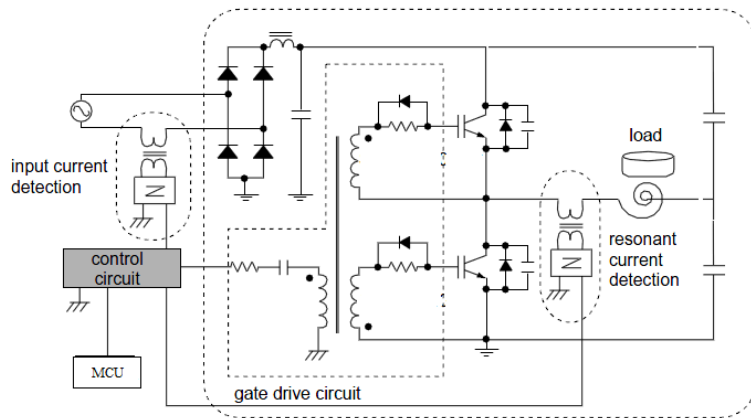 load
input current
detection
N
N
resonant
current
detection
control
circuit
N
MCU
gate drive circuit